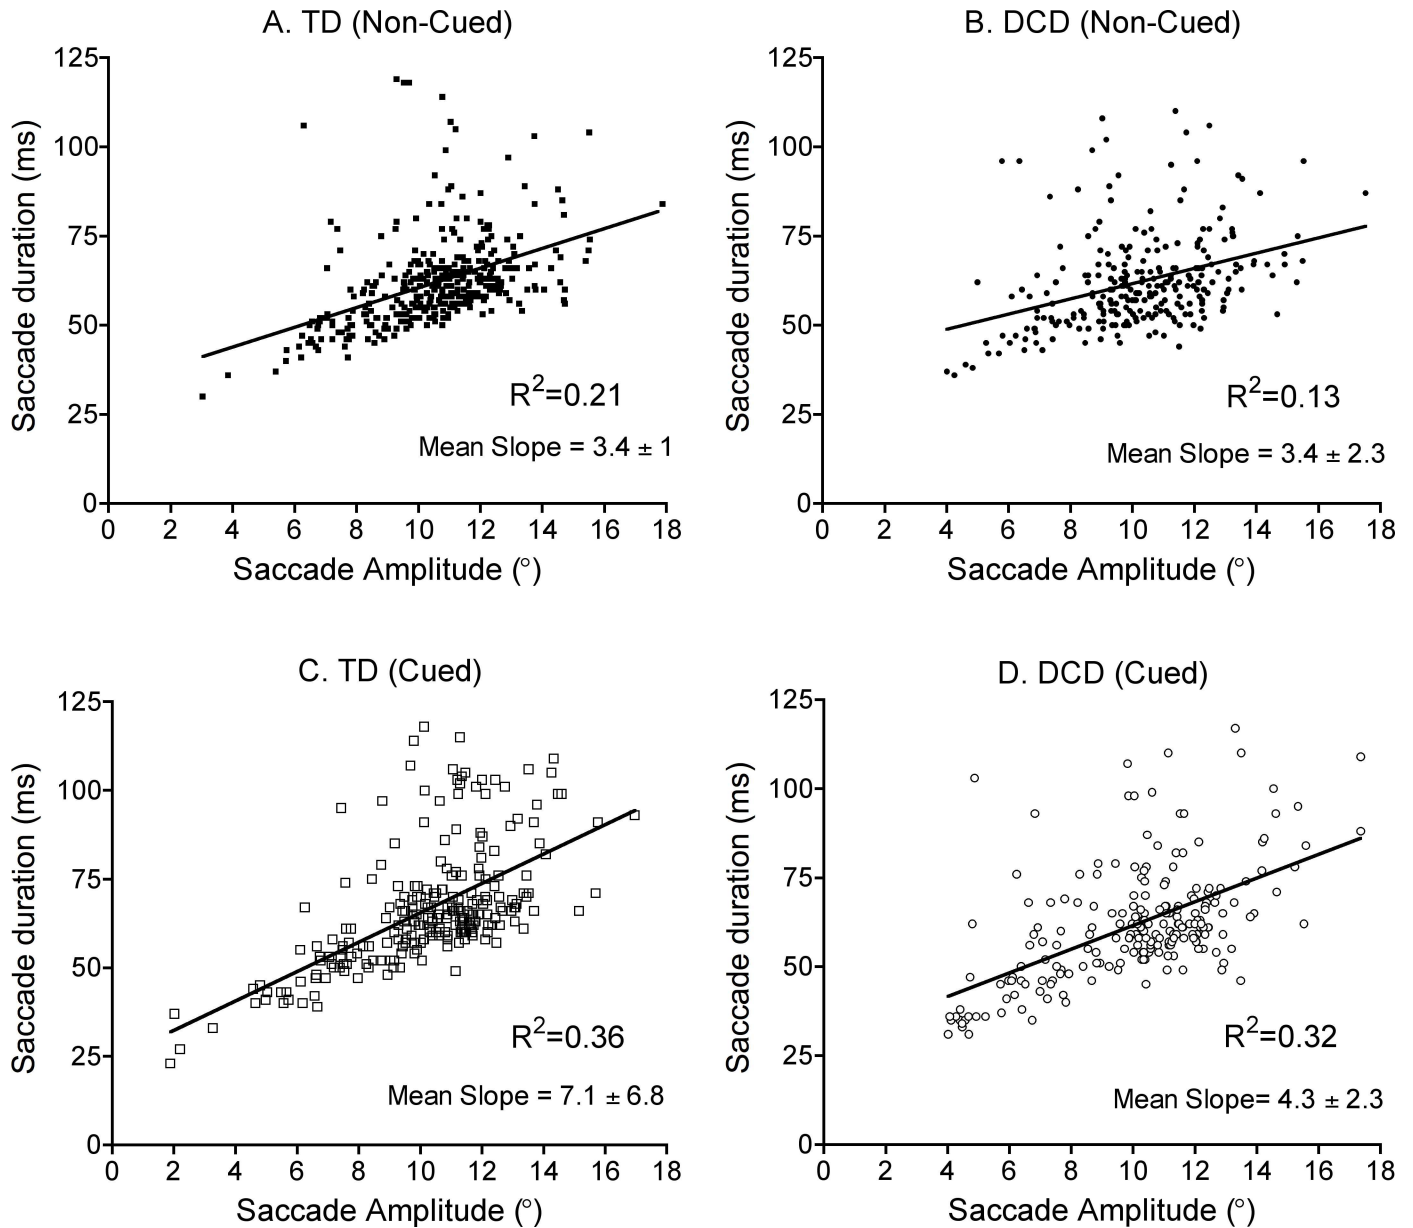 A. TD (Non-Cued)
125
100
75
50
25
0
Saccade duration (ms)
R²=0.21
Mean Slope = 3.4 ± 1
0 2 4 6 8 10 12 14 16 18
Saccade Amplitude (°)
B. DCD (Non-Cued)
125
100
75
50
25
0
Saccade duration (ms)
R²=0.13
Mean Slope = 3.4 ± 2.3
0 2 4 6 8 10 12 14 16 18
Saccade Amplitude (°)
C. TD (Cued)
125
100
75
50
25
0
Saccade duration (ms)
R²=0.36
Mean Slope = 7.1 ± 6.8
0 2 4 6 8 10 12 14 16 18
Saccade Amplitude (°)
D. DCD (Cued)
125
100
75
50
25
0
Saccade duration (ms)
R²=0.32
Mean Slope= 4.3 ± 2.3
0 2 4 6 8 10 12 14 16 18
Saccade Amplitude (°)